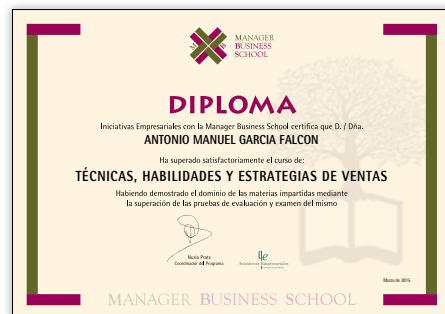 MANAGER
BUSINESS
SCHOOL
M
B
DIPLOMA
Iniciativas Empresariales con la Manager Business School certifica que D. / Dña.
ANTONIO MANUEL GARCIA FALCON
Ha superado satisfactoriamente el curso de:
TÉCNICAS, HABILIDADES Y ESTRATEGIAS DE VENTAS
Habiendo demostrado el dominio de las materias impartidas mediante
la superación de las pruebas de evaluación y examen del mismo
Nuria Prats
Coordinador del Programa
Iniciativas Empresariales
Marzo de 2015
MANAGER BUSINESS SCHOOL